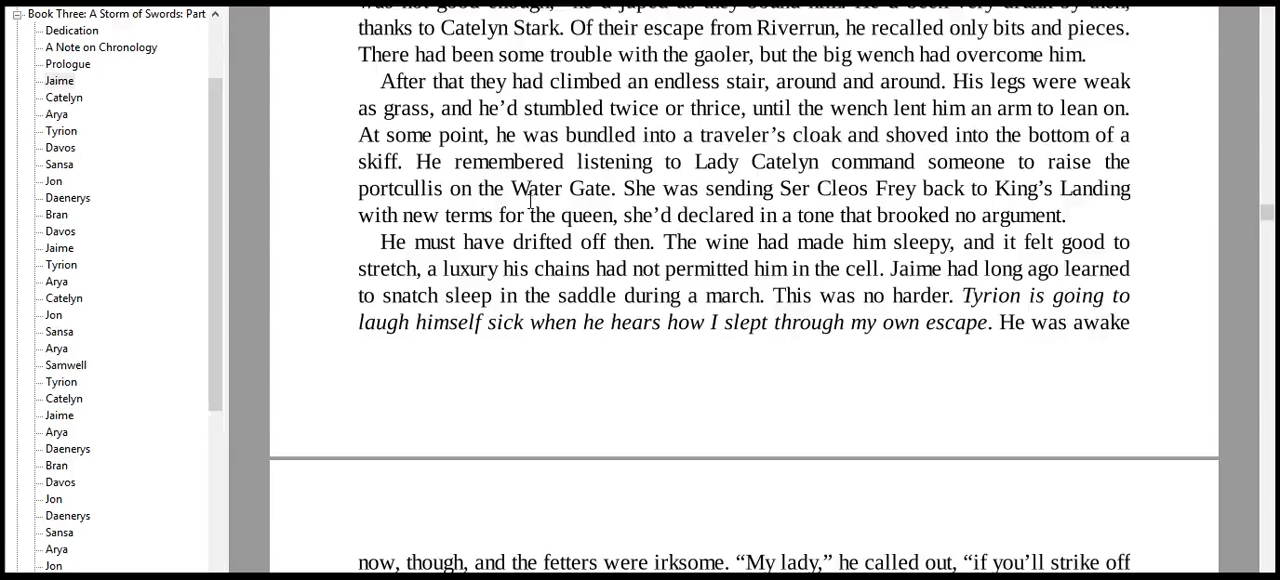 Book Three: A Storm of Swords: Part
Dedication
A Note on Chronology
Prologue
Jaime
Catelyn
Arya
Tyrion
Davos
Sansa
Jon
Daenerys
Bran
Davos
Jaime
Tyrion
Arya
Catelyn
Jon
Sansa
Arya
Samwell
Tyrion
Catelyn
Jaime
Arya
Daenerys
Bran
Davos
Jon
Daenerys
Sansa
Arya
Jon
thanks to Catelyn Stark. Of their escape from Riverrun, he recalled only bits and pieces.
There had been some trouble with the gaoler, but the big wench had overcome him.
After that they had climbed an endless stair, around and around. His legs were weak
as grass, and he’d stumbled twice or thrice, until the wench lent him an arm to lean on.
At some point, he was bundled into a traveler’s cloak and shoved into the bottom of a
skiff. He remembered listening to Lady Catelyn command someone to raise the
portcullis on the Water Gate. She was sending Ser Cleos Frey back to King’s Landing
with new terms for the queen, she’d declared in a tone that brooked no argument.
He must have drifted off then. The wine had made him sleepy, and it felt good to
stretch, a luxury his chains had not permitted him in the cell. Jaime had long ago learned
to snatch sleep in the saddle during a march. This was no harder. Tyrion is going to
laugh himself sick when he hears how I slept through my own escape. He was awake
now, though, and the fetters were irksome. “My lady,” he called out, “if you’ll strike off